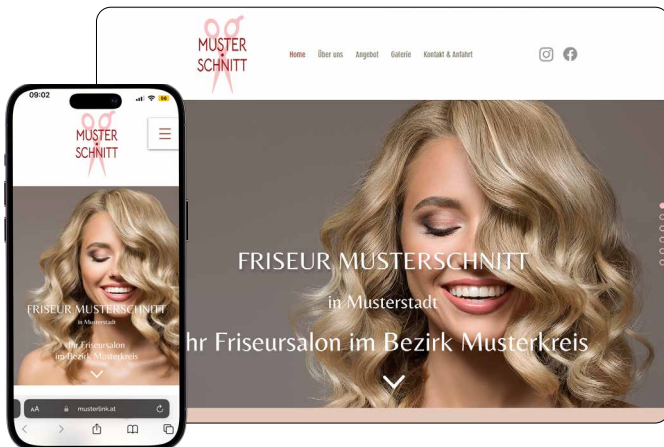 MUSTER
SCHNITT
Home Über uns Angebot Galerie Kontakt & Anfahrt
FRISEUR MUSTERSCHNITT
in Musterstadt
hr Friseursalon im Bezirk Musterkreis
09:02
MUSTER
SCHNITT
FRISEUR MUSTERSCHNITT
in Musterstadt
Ihr Friseursalon
im Bezirk Musterkreis
AA musterlink.at